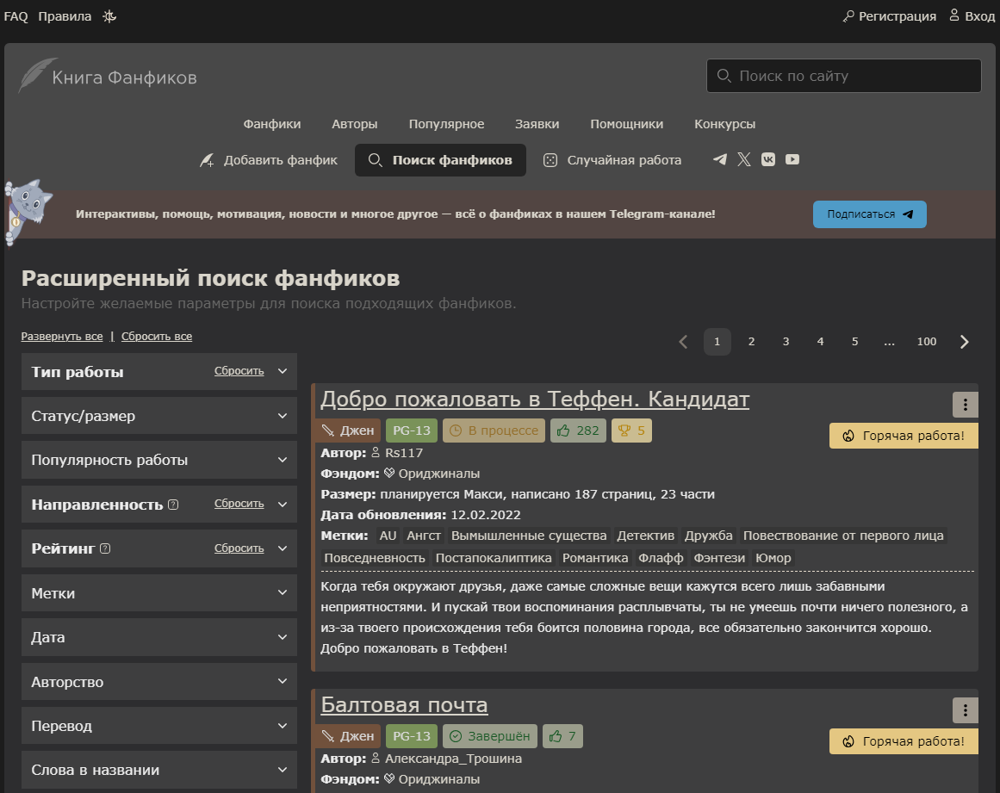 FAQ Правила
Регистрация Вход
Книга Фанфиков
Поиск по сайту
Фанфики Авторы Популярное Заявки Помощники Конкурсы
Добавить фанфик Поиск фанфиков Случайная работа
Интерактивы, помощь, мотивация, новости и многое другое — всё о фанфиках в нашем Telegram-канале!
Подписаться
Расширенный поиск фанфиков
Настройте желаемые параметры для поиска подходящих фанфиков.
Развернуть все | Сбросить все
1 2 3 4 5 ... 100
Тип работы Сбросить
Статус/размер
Популярность работы
Направленность ? Сбросить
Рейтинг ? Сбросить
Метки
Дата
Авторство
Перевод
Слова в названии
Добро пожаловать в Теффен. Кандидат
Джен PG-13 В процессе 282 5
Горячая работа!
Автор: Rs117
Фэндом: Ориджиналы
Размер: планируется Макси, написано 187 страниц, 23 части
Дата обновления: 12.02.2022
Метки: AU Ангст Вымышленные существа Детектив Дружба Повествование от первого лица
Повседневность Постапокалиптика Романтика Флафф Фэнтези Юмор
Когда тебя окружают друзья, даже самые сложные вещи кажутся всего лишь забавными
неприятностями. И пускай твои воспоминания расплывчаты, ты не умеешь почти ничего полезного, а
из-за твоего происхождения тебя боится половина города, все обязательно закончится хорошо.
Добро пожаловать в Теффен!
Балтовая почта
Джен PG-13 Завершён 7
Горячая работа!
Автор: Александра_Трошина
Фэндом: Ориджиналы